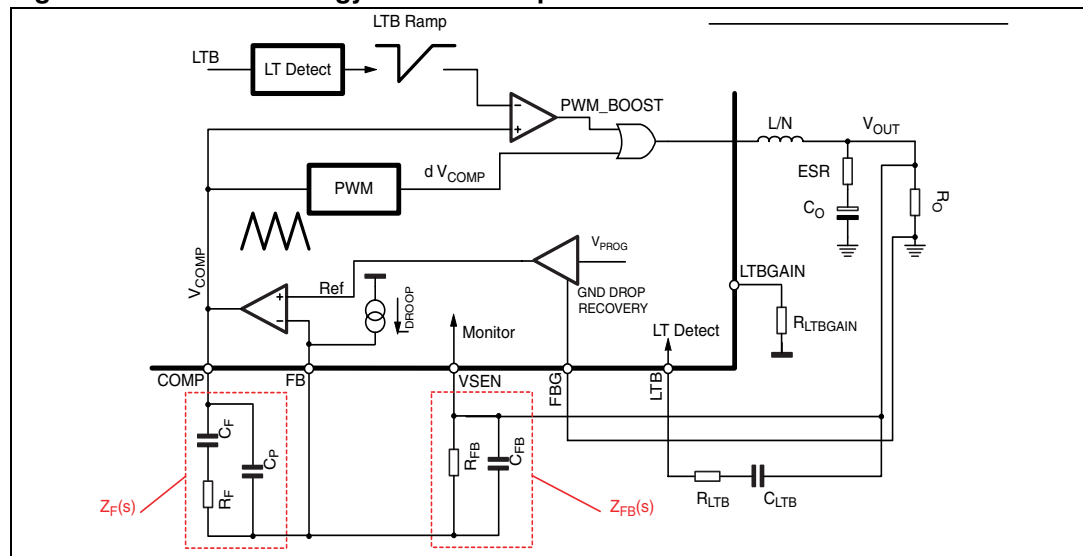 LTB Ramp
LTB
LT Detect
PWM_BOOST
L/N
VOUT
d VCOMP
PWM
ESR
CO
RO
VCOMP
VPROG
Ref
GND DROP
RECOVERY
IDROOP
LTBGAIN
RLTBGAIN
Monitor
LT Detect
COMP
FB
VSEN
FBG
LTB
CF
CP
RF
RFB
CFB
ZF(s)
ZFB(s)
RLTB
CLTB